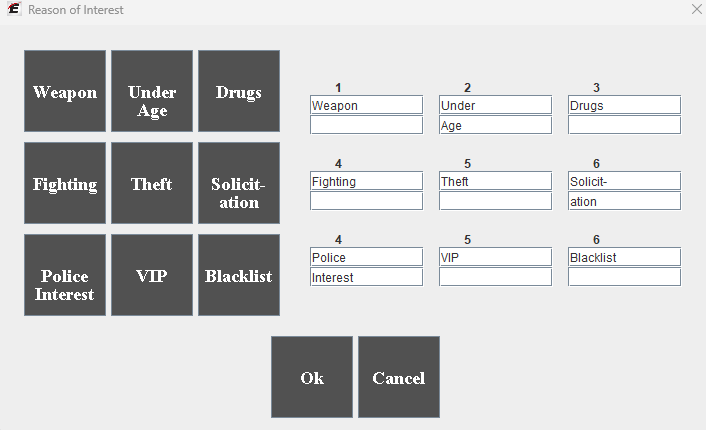 Reason of Interest
Weapon
Under
Age
Drugs
Fighting
Theft
Solicit-
ation
Police
Interest
VIP
Blacklist
1
Weapon
2
Under
Age
3
Drugs
4
Fighting
5
Theft
6
Solicit-
ation
4
Police
Interest
5
VIP
6
Blacklist
Ok
Cancel